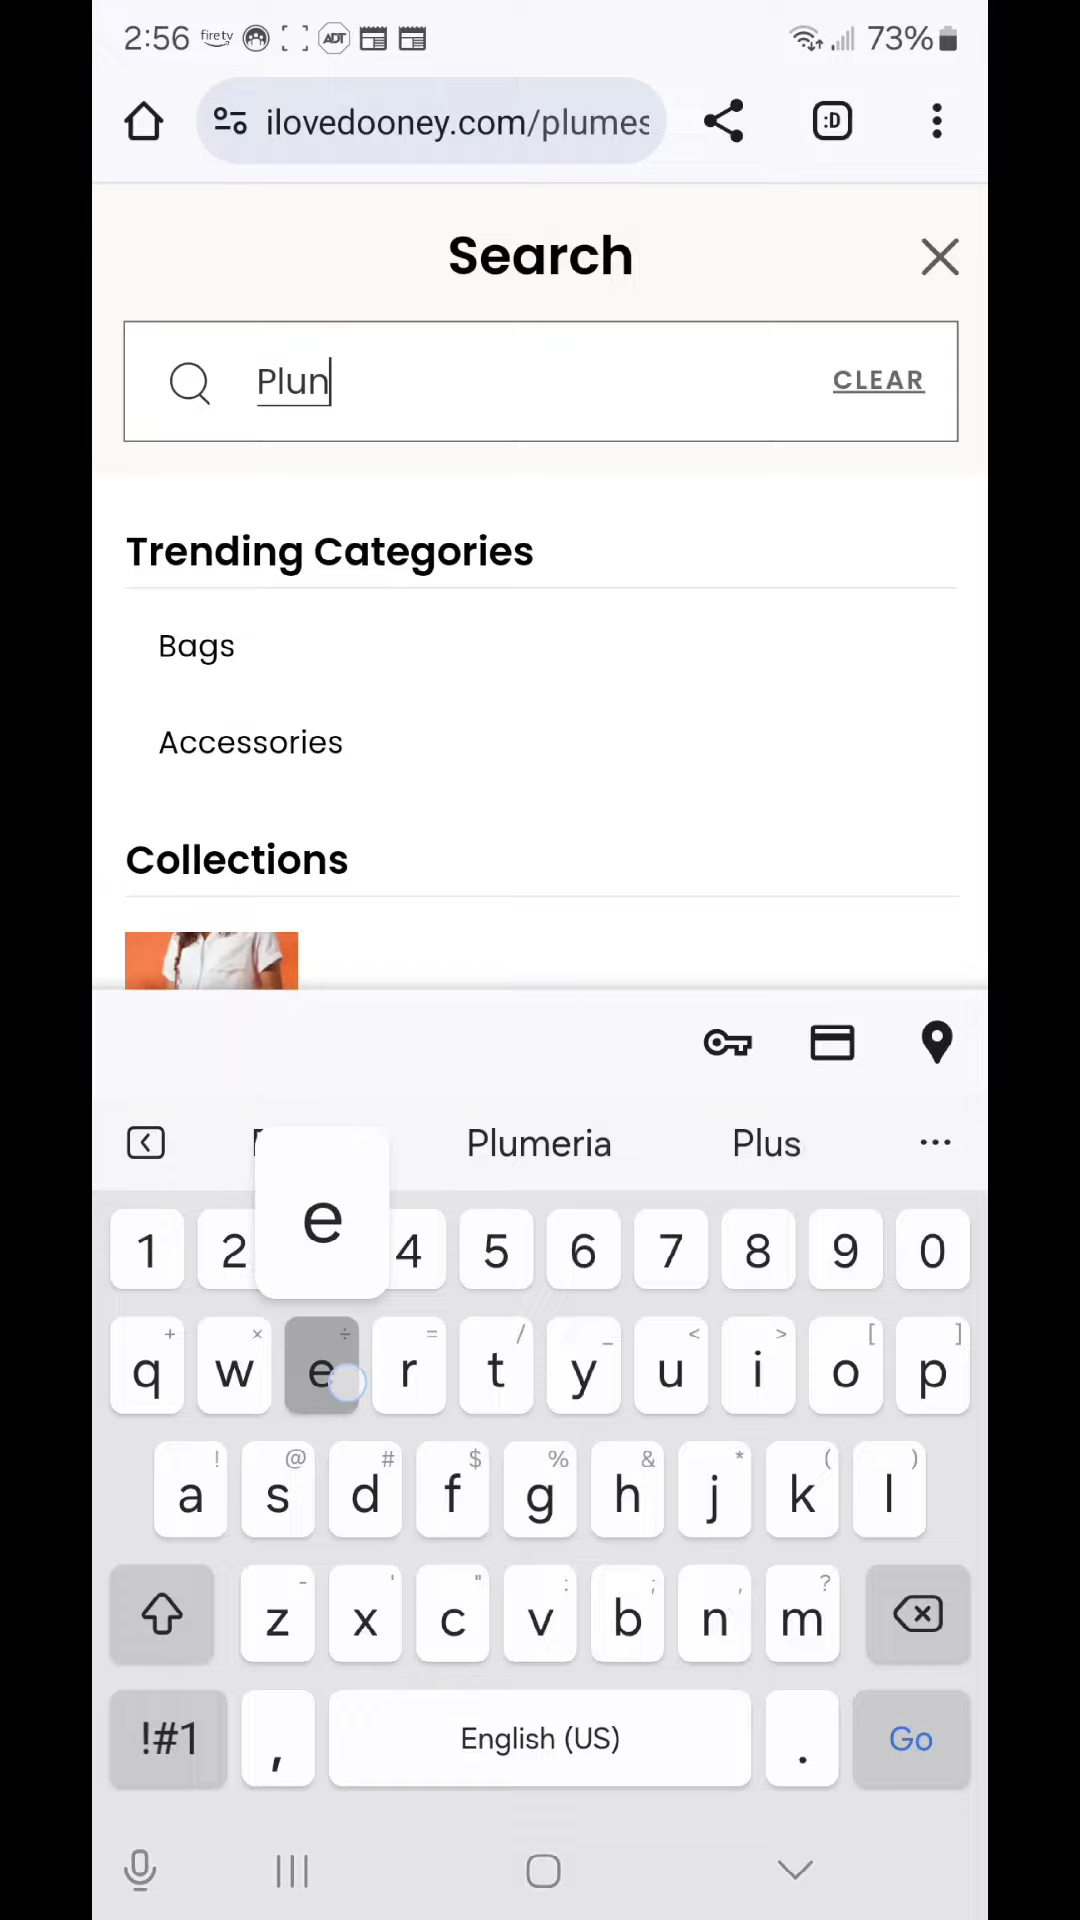 2:56 firetv ADT 73%
ilovedooney.com/plumes :D
Search
Plun CLEAR
Trending Categories
Bags
Accessories
Collections
Plumeria Plus ...
e
1 2 4 5 6 7 8 9 0
+ × ÷ = / _ < > [ ]
q w e r t y u i o p
! @ # $ % & * ( )
a s d f g h j k l
- ' " : ; , ?
z x c v b n m
!#1 , English (US) . Go